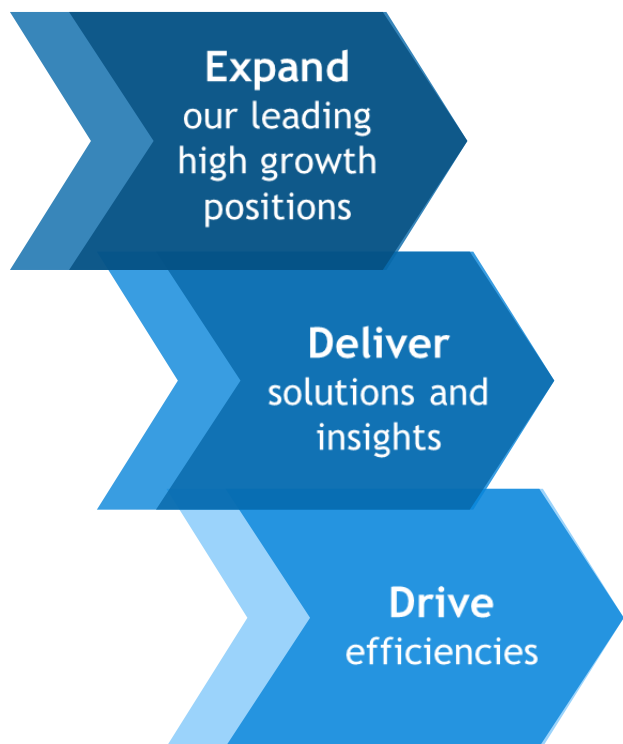 Expand
our leading
high growth
positions
Deliver
solutions and
insights
Drive
efficiencies